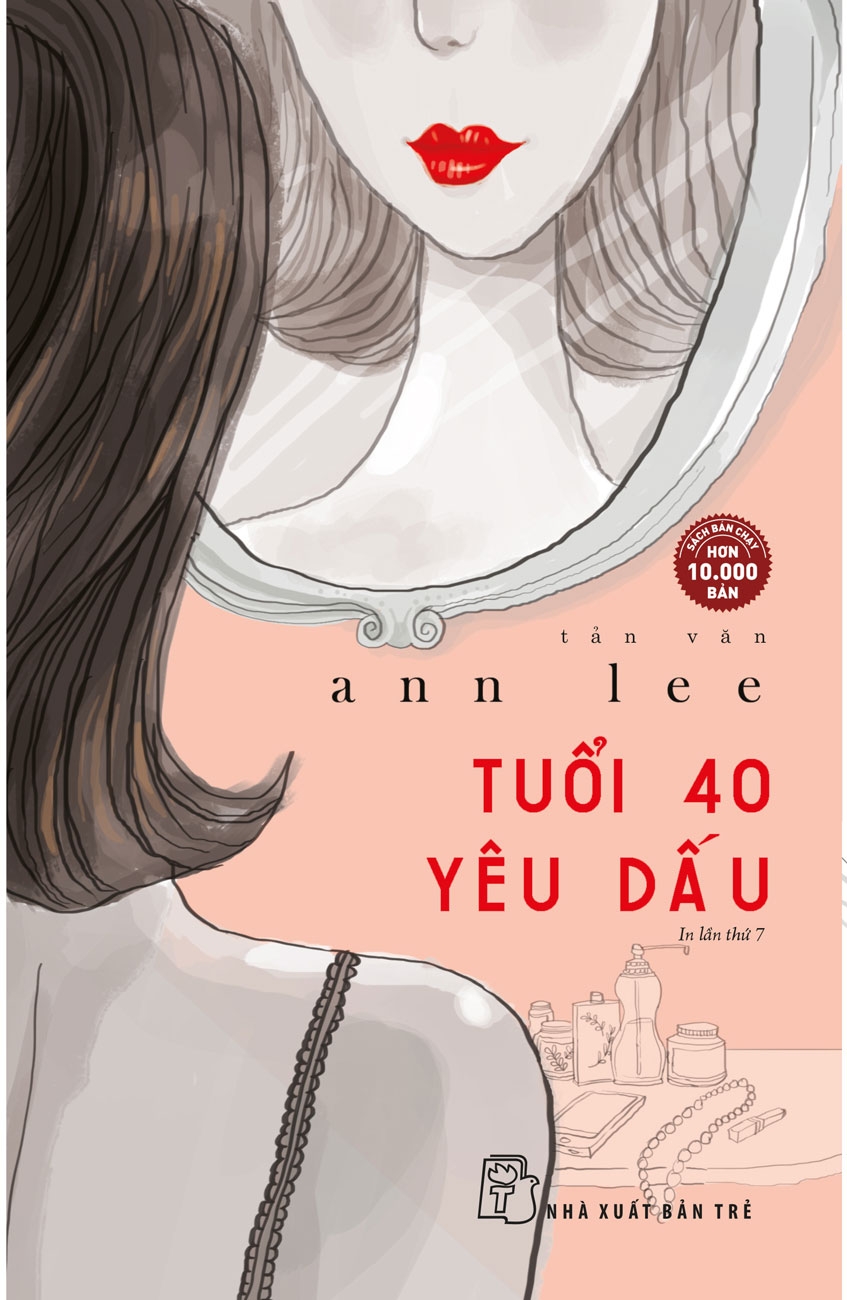 SÁCH BÁN CHẠY
HƠN
10.000
BẢN
tản văn
ann lee
TUỔI 40
YÊU DẤU
In lần thứ 7
T
NHÀ XUẤT BẢN TRẺ